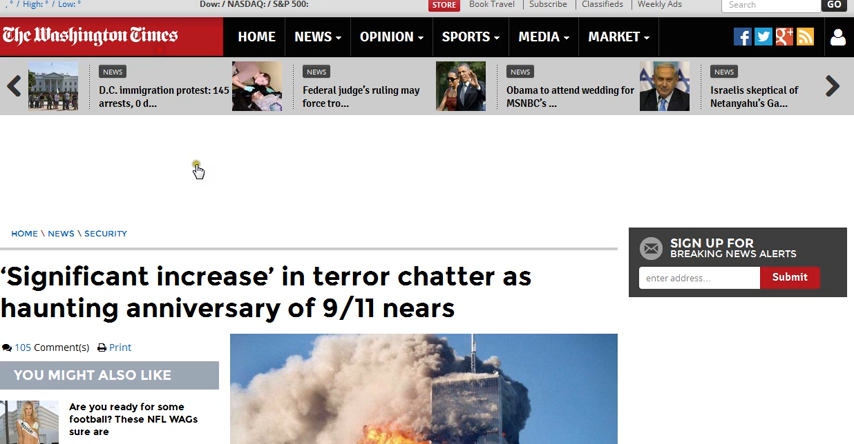 , ° / High: ° / Low: °
Dow: / NASDAQ: / S&P 500:
STORE Book Travel | Subscribe | Classifieds | Weekly Ads
Search GO
The Washington Times
HOME NEWS OPINION SPORTS MEDIA MARKET
NEWS
D.C. immigration protest: 145
arrests, 0 d...
NEWS
Federal judge's ruling may
force tro...
NEWS
Obama to attend wedding for
MSNBC's ...
NEWS
Israelis skeptical of
Netanyahu's Ga...
HOME \ NEWS \ SECURITY
SIGN UP FOR
BREAKING NEWS ALERTS
enter address... Submit
‘Significant increase’ in terror chatter as
haunting anniversary of 9/11 nears
105 Comment(s) Print
YOU MIGHT ALSO LIKE
Are you ready for some
football? These NFL WAGs
sure are